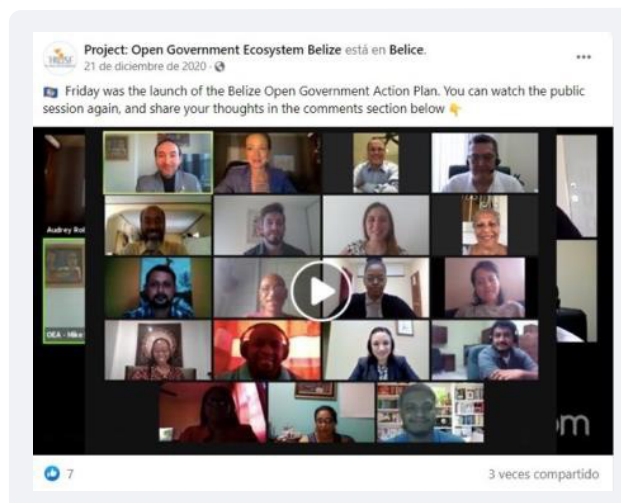 Project: Open Government Ecosystem Belize está en Belice.
21 de diciembre de 2020 ·
Friday was the launch of the Belize Open Government Action Plan. You can watch the public
session again, and share your thoughts in the comments section below
Audrey Rob
OEA - Mike
om
7
3 veces compartido